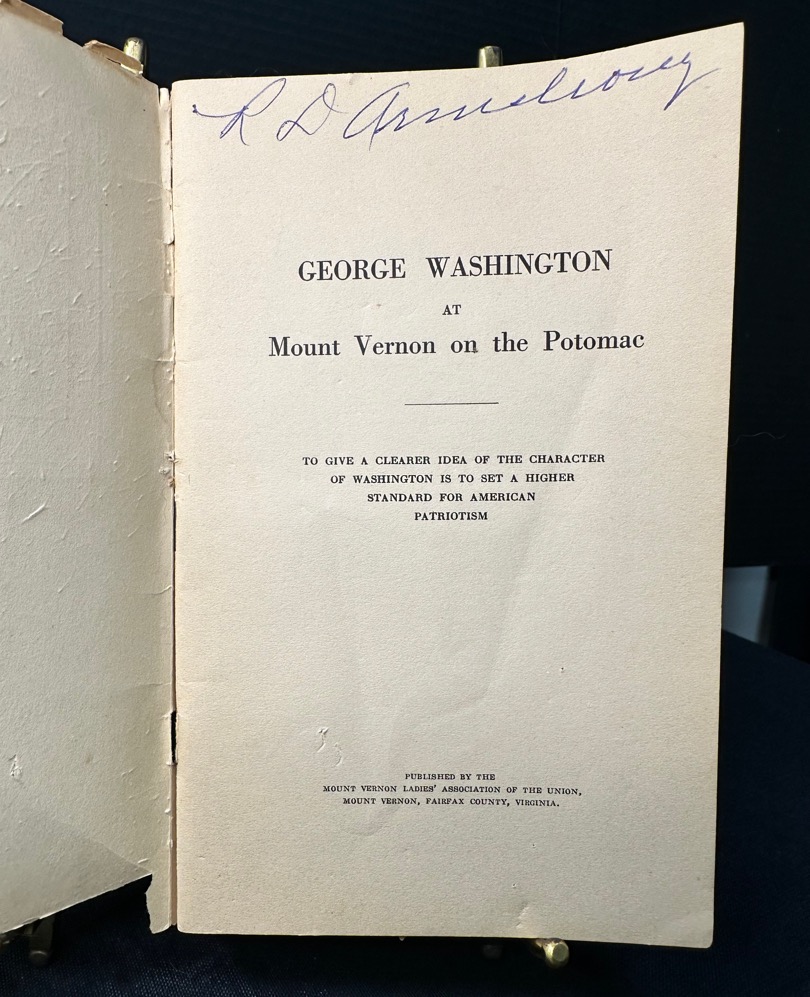 R D Armstrong
GEORGE WASHINGTON
AT
Mount Vernon on the Potomac
TO GIVE A CLEARER IDEA OF THE CHARACTER
OF WASHINGTON IS TO SET A HIGHER
STANDARD FOR AMERICAN
PATRIOTISM
PUBLISHED BY THE
MOUNT VERNON LADIES' ASSOCIATION OF THE UNION,
MOUNT VERNON, FAIRFAX COUNTY, VIRGINIA.